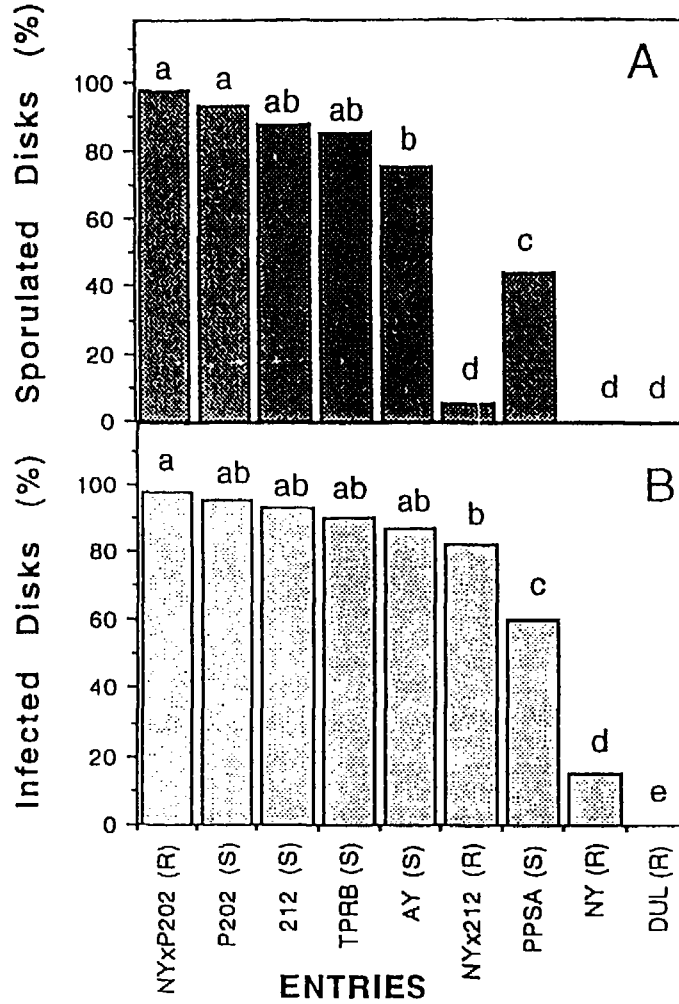 Sporulated Disks (%)
A
100
80
60
40
20
0
a
a
ab
ab
b
d
c
d
d
Infected Disks (%)
B
100
80
60
40
20
0
a
ab
ab
ab
ab
b
c
d
e
NYxP202 (R)
P202 (S)
212 (S)
TPRB (S)
AY (S)
NYx212 (R)
PPSA (S)
NY (R)
DUL (R)
ENTRIES